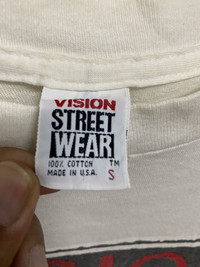 VISION
STREET
WEAR
100% COTTON TM
MADE IN U.S.A. S